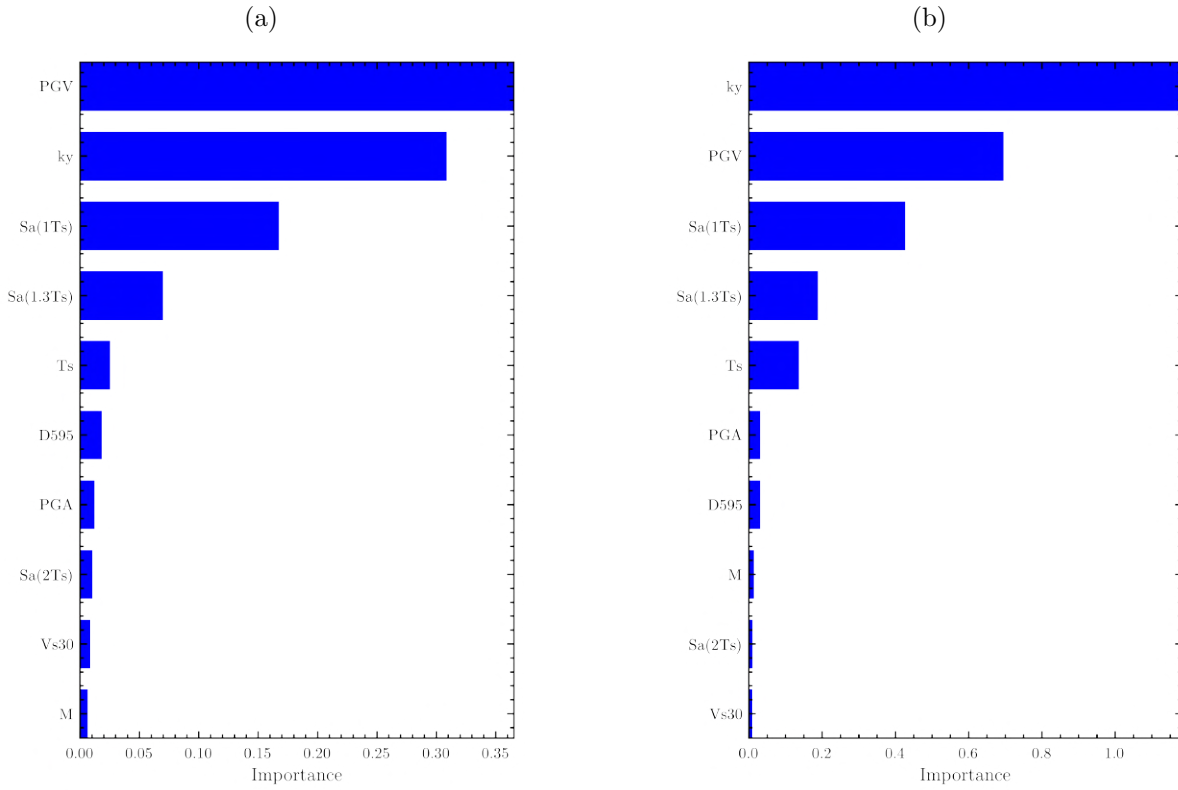 (a)
PGV
ky
Sa(1Ts)
Sa(1.3Ts)
Ts
D595
PGA
Sa(2Ts)
Vs30
M
0.00 0.05 0.10 0.15 0.20 0.25 0.30 0.35
Importance
(b)
ky
PGV
Sa(1Ts)
Sa(1.3Ts)
Ts
PGA
D595
M
Sa(2Ts)
Vs30
0.0 0.2 0.4 0.6 0.8 1.0
Importance